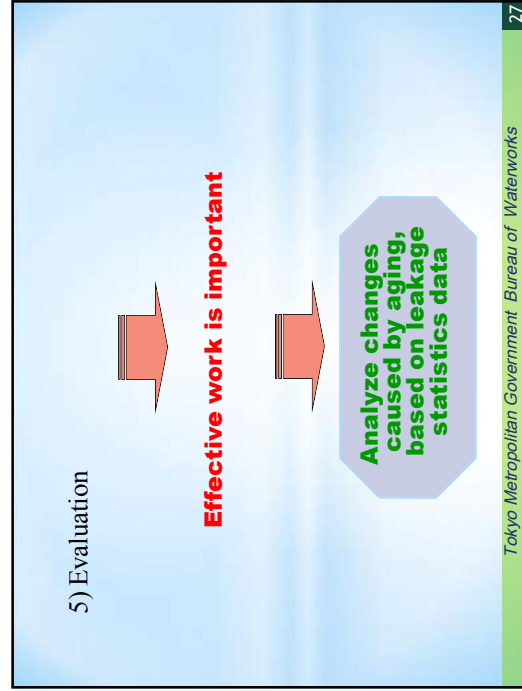 5) Evaluation
Effective work is important
Analyze changes
caused by aging,
based on leakage
statistics data
Tokyo Metropolitan Government Bureau of Waterworks
27